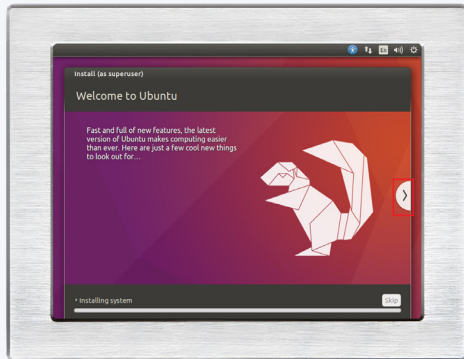 En
Install (as superuser)
Welcome to Ubuntu
Fast and full of new features, the latest
version of Ubuntu makes computing easier
than ever. Here are just a few cool new things
to look out for...
Installing system
Skip